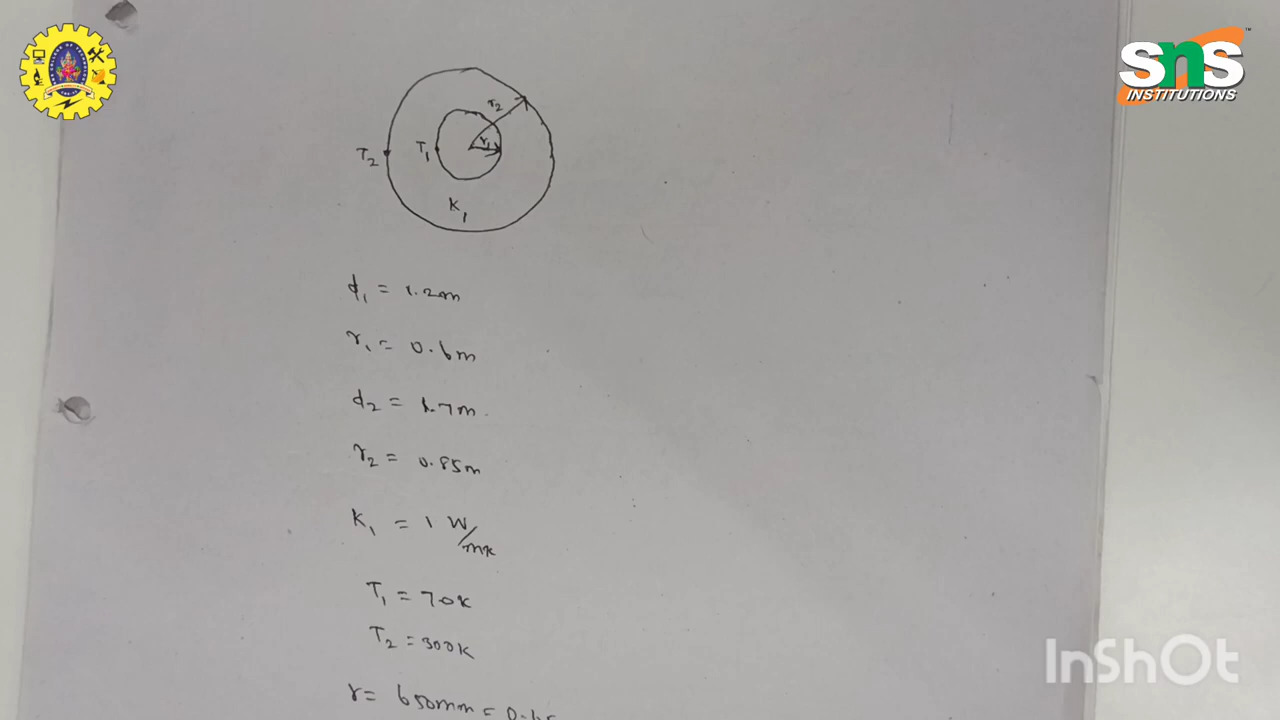 SNS
INSTITUTIONS
r2
T2
T1
r1
K1
d1 = 1.2m
r1 = 0.6m
d2 = 1.7m.
r2 = 0.85m
K1 = 1 W/mK
T1 = 70K
T2 = 300K
r = 650mm =
InShOt